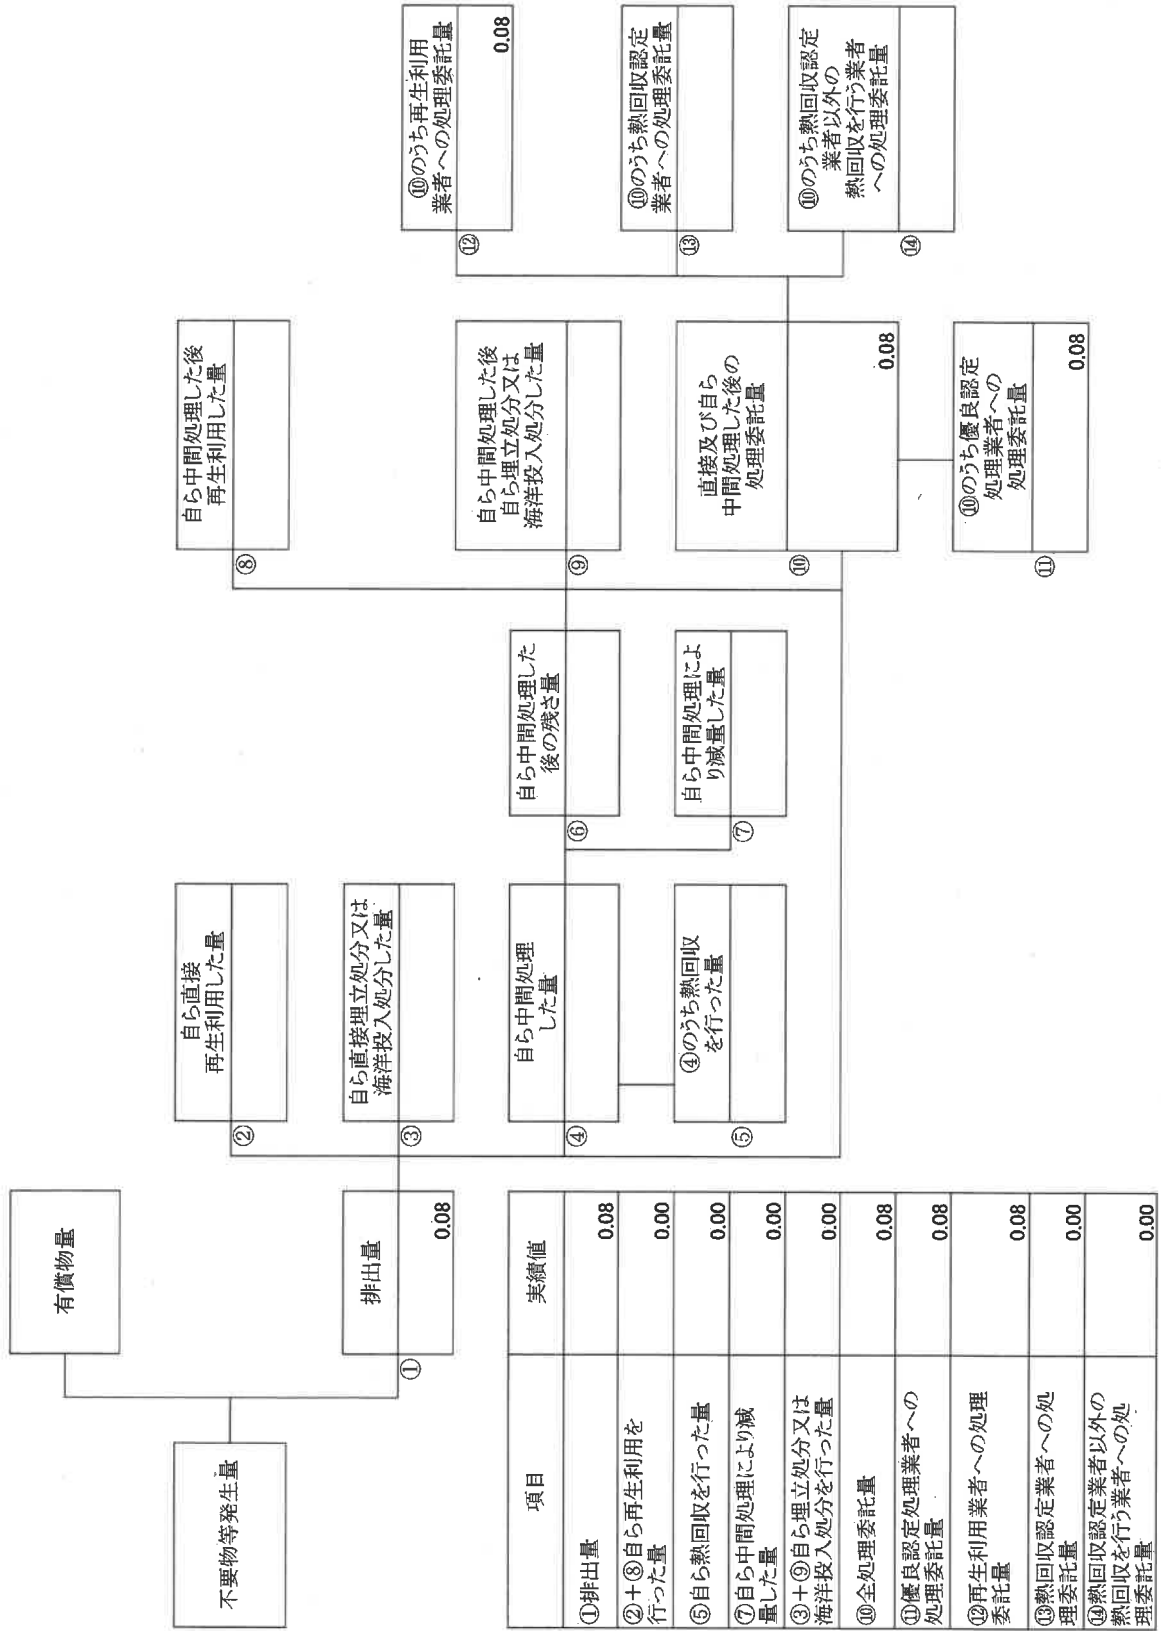 不要物等発生量
有償物量
①
排出量
0.08
②
自ら直接
再生利用した量
③
自ら直接埋立処分又は
海洋投入処分した量
④
自ら中間処理
した量
⑤
④のうち熱回収
を行った量
⑥
自ら中間処理した
後の残さ量
⑦
自ら中間処理によ
り減量した量
⑧
自ら中間処理した後
再生利用した量
⑨
自ら中間処理した後
自ら埋立処分又は
海洋投入処分した量
⑩
直接及び自ら
中間処理した後の
処理委託量
0.08
⑪
⑩のうち優良認定
処理業者への
処理委託量
0.08
⑫
⑩のうち再生利用
業者への処理委託量
0.08
⑬
⑩のうち熱回収認定
業者への処理委託量
⑭
⑩のうち熱回収認定
業者以外の
熱回収を行う業者
への処理委託量
項目 実績値
①排出量 0.08
②+⑧自ら再生利用を
行った量 0.00
⑤自ら熱回収を行った量 0.00
⑦自ら中間処理により減
量した量 0.00
③+⑨自ら埋立処分又は
海洋投入処分を行った量 0.00
⑩全処理委託量 0.08
⑪優良認定処理業者への
処理委託量 0.08
⑫再生利用業者への処理
委託量 0.08
⑬熱回収認定業者への処
理委託量 0.00
⑭熱回収認定業者以外の
熱回収を行う業者への処
理委託量 0.00